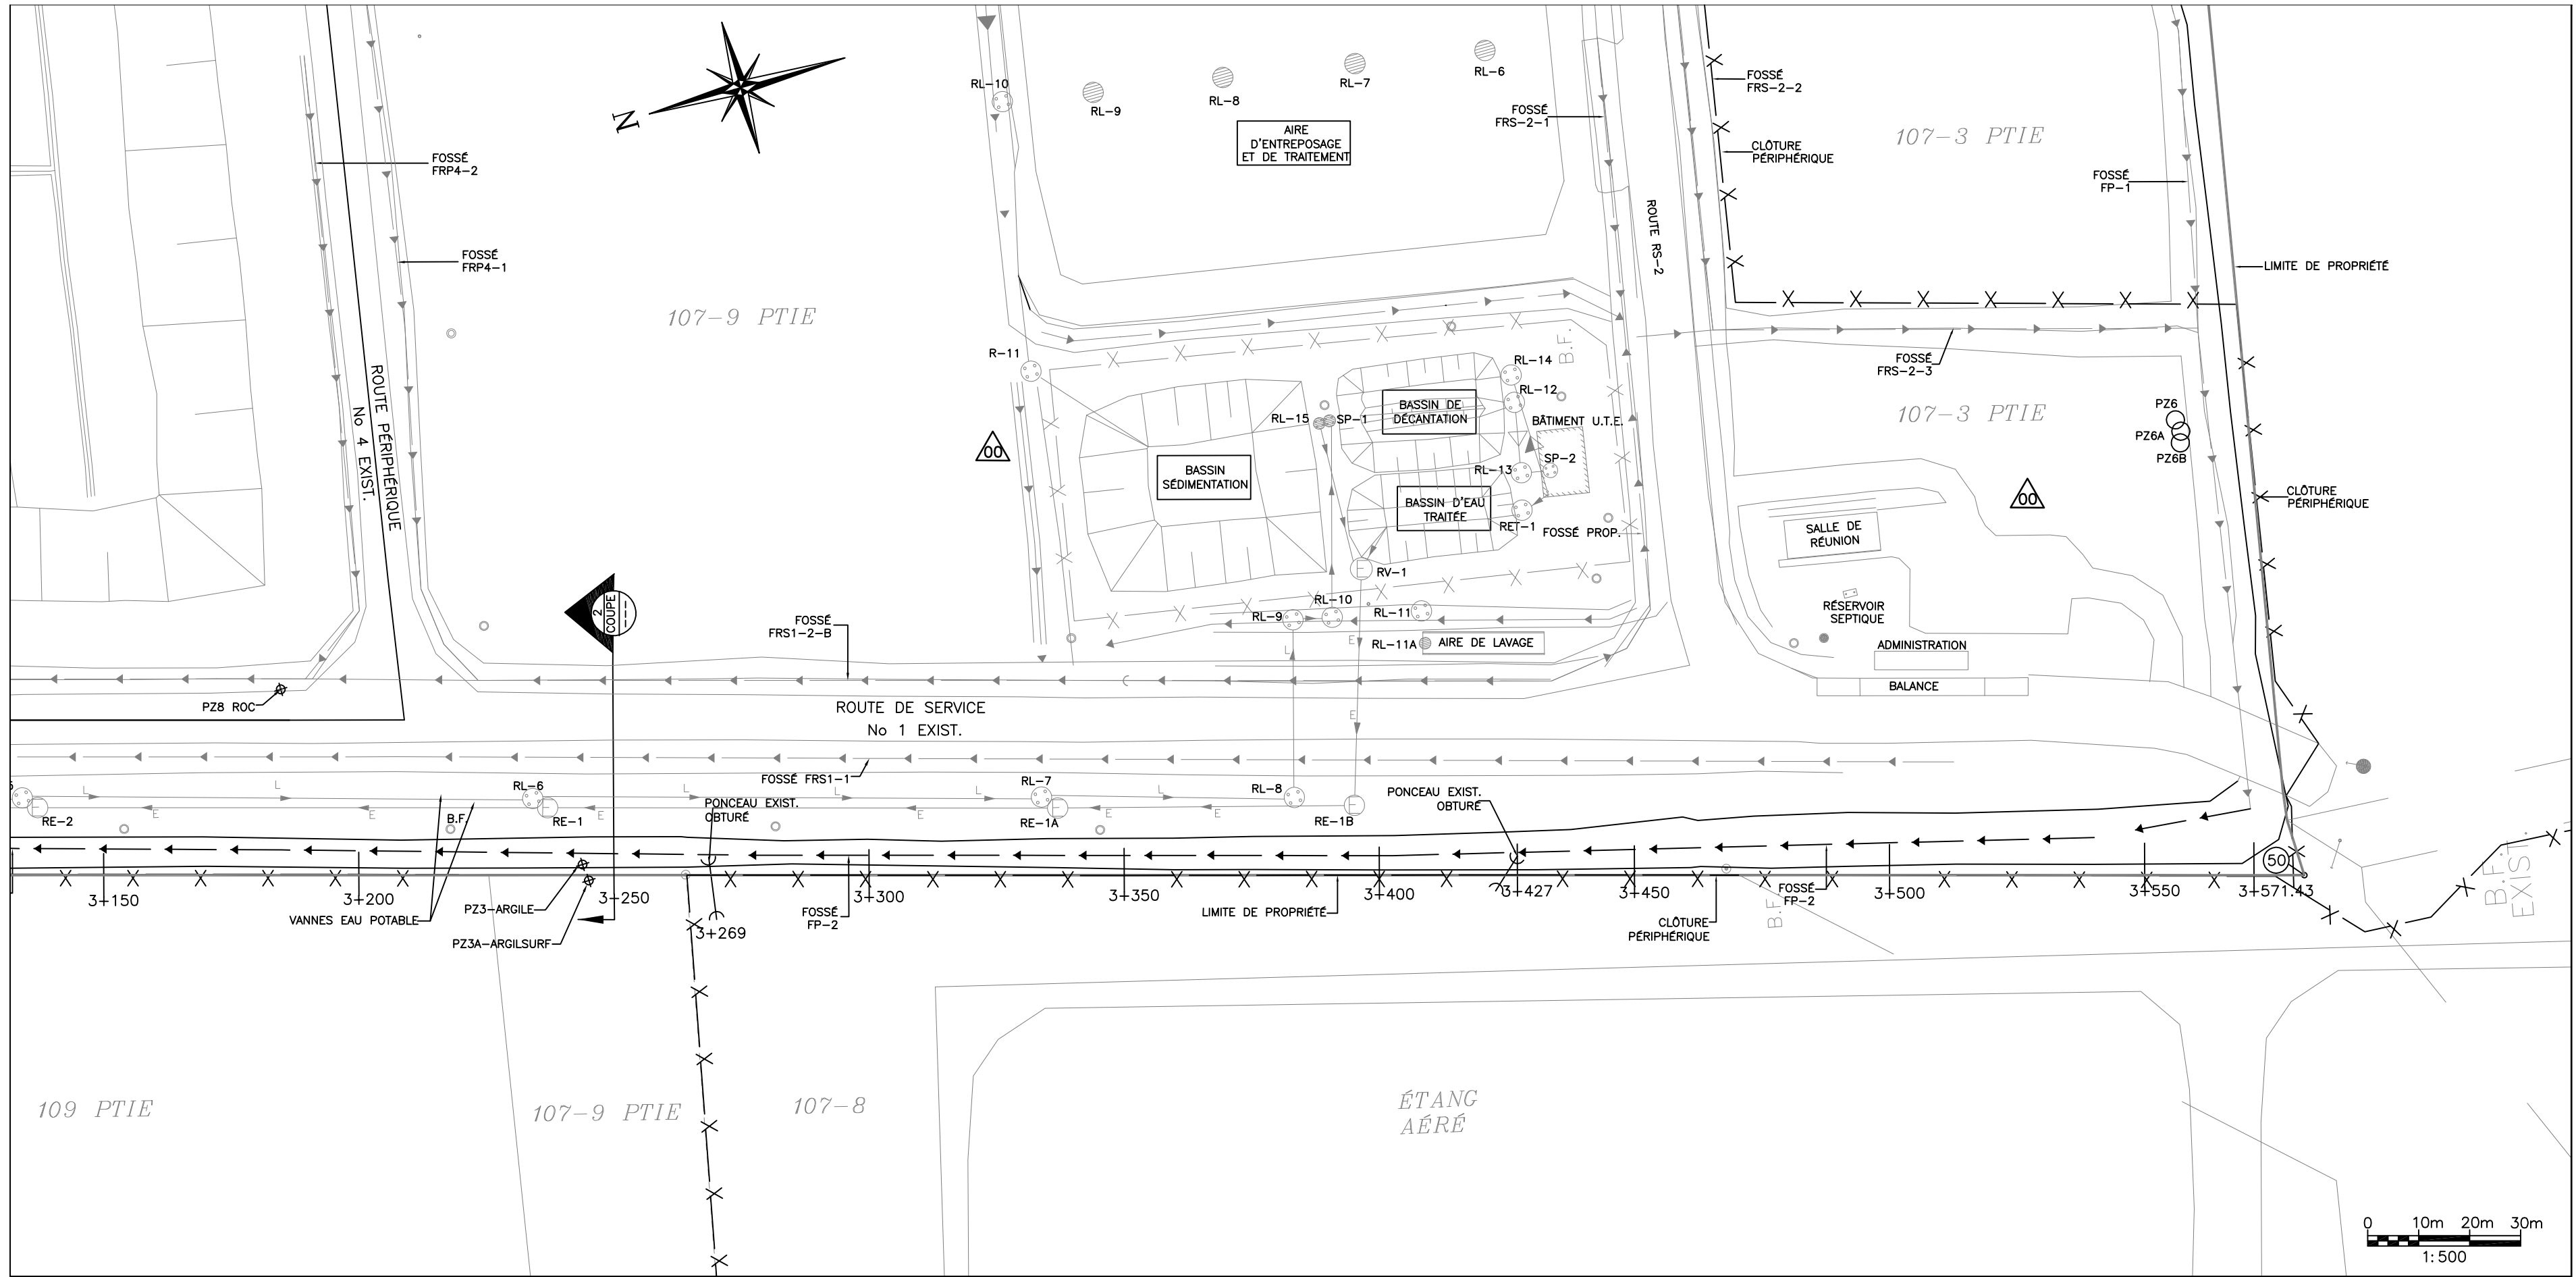 RL-10
RL-9
RL-8
RL-7
RL-6
AIRE
D'ENTREPOSAGE
ET DE TRAITEMENT
FOSSÉ
FRS-2-1
FOSSÉ
FRS-2-2
CLÔTURE
PÉRIPHÉRIQUE
107-3 PTIE
FOSSÉ
FP-1
N
FOSSÉ
FRP4-2
FOSSÉ
FRP4-1
ROUTE RS-2
LIMITE DE PROPRIÉTÉ
107-9 PTIE
R-11
B.F.
RL-14
RL-12
FOSSÉ
FRS-2-3
ROUTE PÉRIPHÉRIQUE
No 4 EXIST.
RL-15
SP-1
BASSIN DE
DÉCANTATION
BÂTIMENT U.T.E.
107-3 PTIE
PZ6
PZ6A
PZ6B
00
BASSIN
SÉDIMENTATION
RL-13
SP-2
BASSIN D'EAU
TRAITÉE
RET-1
FOSSÉ PROP.
00
CLÔTURE
PÉRIPHÉRIQUE
SALLE DE
RÉUNION
RV-1
2
COUPE
FOSSÉ
FRS1-2-B
RL-9
RL-10
RL-11
RL-11A
AIRE DE LAVAGE
E
L
RÉSERVOIR
SEPTIQUE
ADMINISTRATION
BALANCE
PZ8 ROC
ROUTE DE SERVICE
No 1 EXIST.
E
FOSSÉ FRS1-1
L
L
L
L
L
L
RL-6
RL-7
RL-8
E
E
E
E
E
E
E
E
E
E
E
RE-2
B.F.
RE-1
PONCEAU EXIST.
OBTURÉ
RE-1A
RE-1B
PONCEAU EXIST.
OBTURÉ
50
3+150
3+200
3+250
3+300
3+350
3+400
3+427
3+450
3+500
3+550
3+571.43
VANNES EAU POTABLE
PZ3-ARGILE
PZ3A-ARGILSURF
3+269
FOSSÉ
FP-2
LIMITE DE PROPRIÉTÉ
CLÔTURE
PÉRIPHÉRIQUE
B.F.
FOSSÉ
FP-2
B.F.
EXIST.
109 PTIE
107-9 PTIE
107-8
ÉTANG
AÉRÉ
0 10m 20m 30m
1:500